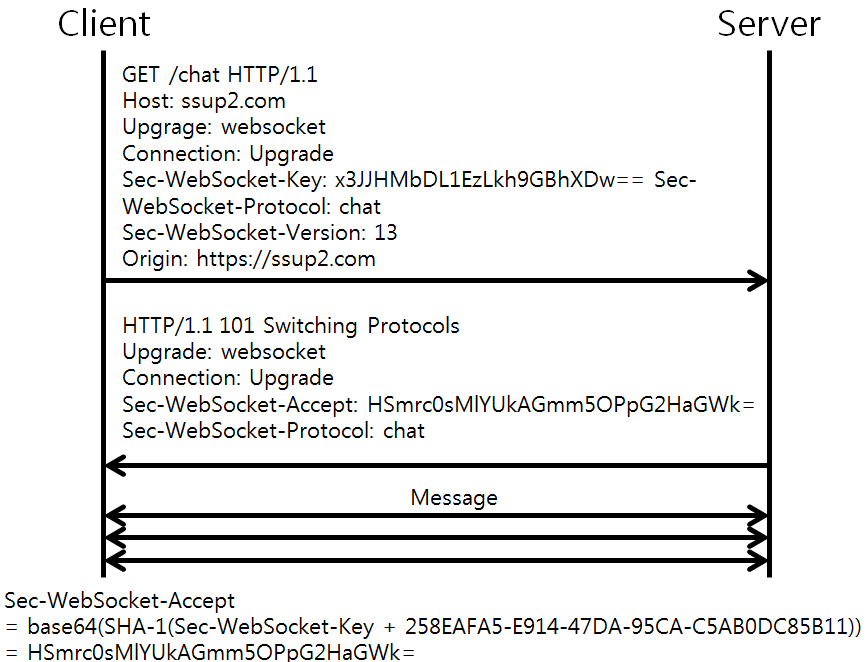 Client
Server
GET /chat HTTP/1.1
Host: ssup2.com
Upgrage: websocket
Connection: Upgrade
Sec-WebSocket-Key: x3JJHMbDL1EzLkh9GBhXDw== Sec-
WebSocket-Protocol: chat
Sec-WebSocket-Version: 13
Origin: https://ssup2.com
HTTP/1.1 101 Switching Protocols
Upgrade: websocket
Connection: Upgrade
Sec-WebSocket-Accept: HSmrc0sMlYUkAGmm5OPpG2HaGWk=
Sec-WebSocket-Protocol: chat
Message
Sec-WebSocket-Accept
= base64(SHA-1(Sec-WebSocket-Key + 258EAFA5-E914-47DA-95CA-C5AB0DC85B11))
= HSmrc0sMlYUkAGmm5OPpG2HaGWk=